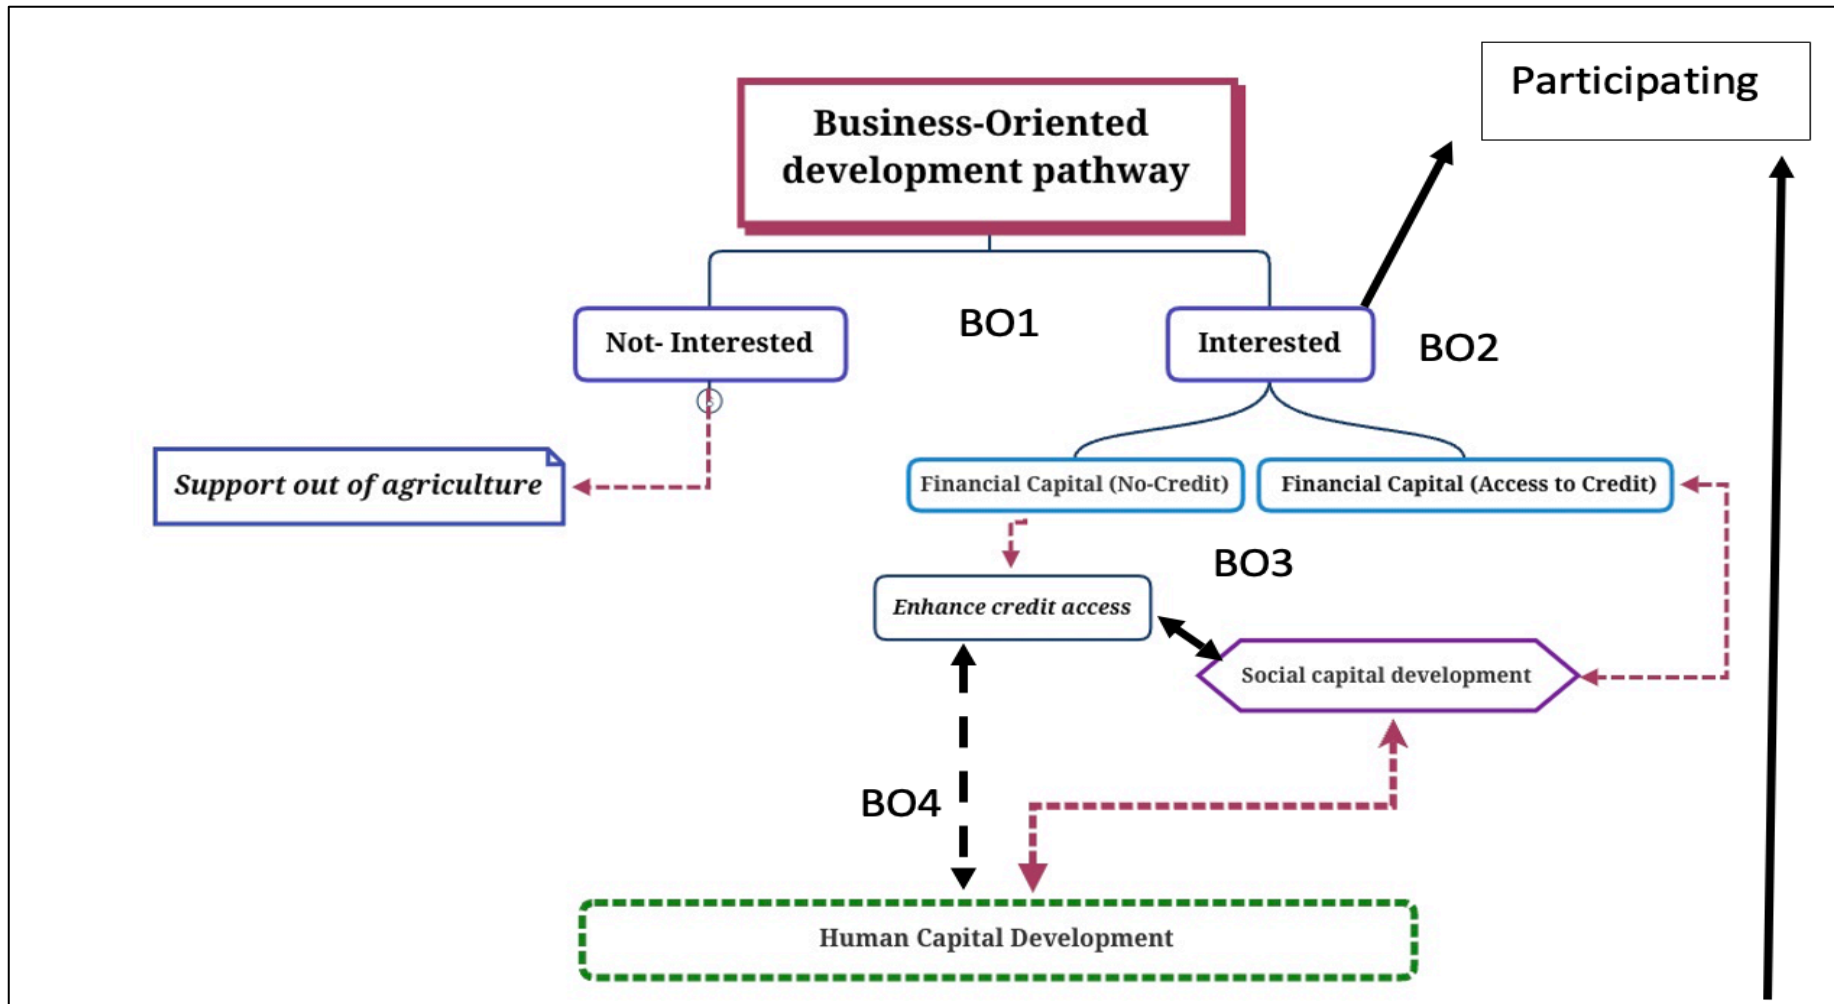 Participating
Business-Oriented
development pathway
Not- Interested
BO1
Interested
BO2
Support out of agriculture
Financial Capital (No-Credit)
Financial Capital (Access to Credit)
BO3
Enhance credit access
Social capital development
BO4
Human Capital Development